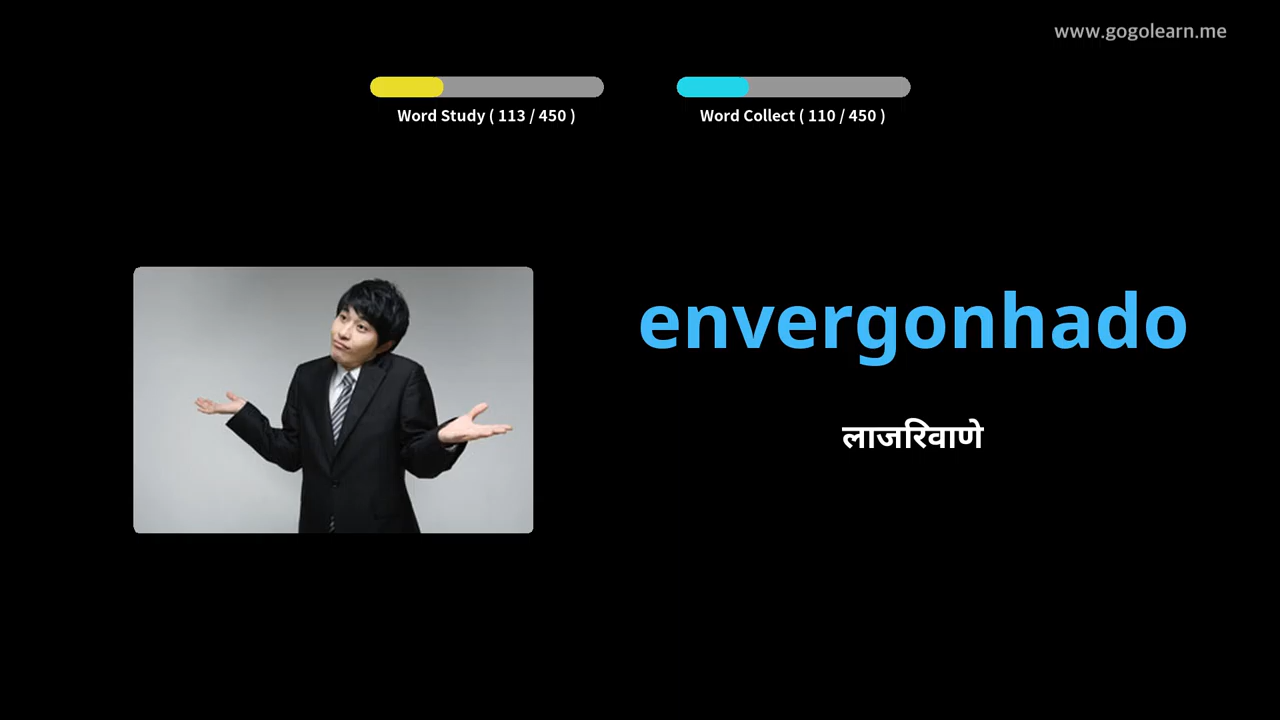 www.gogolearn.me
Word Study ( 113 / 450 )
Word Collect ( 110 / 450 )
envergonhado
लाजरिवाणे